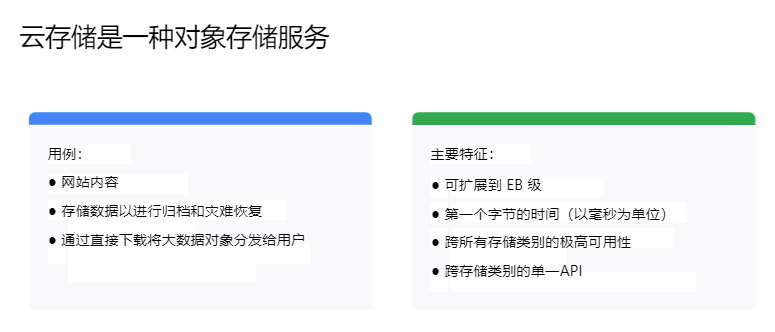 云存储是一种对象存储服务
用例：
● 网站内容
● 存储数据以进行归档和灾难恢复
● 通过直接下载将大数据对象分发给用户
主要特征：
● 可扩展到 EB 级
● 第一个字节的时间（以毫秒为单位）
● 跨所有存储类别的极高可用性
● 跨存储类别的单一API